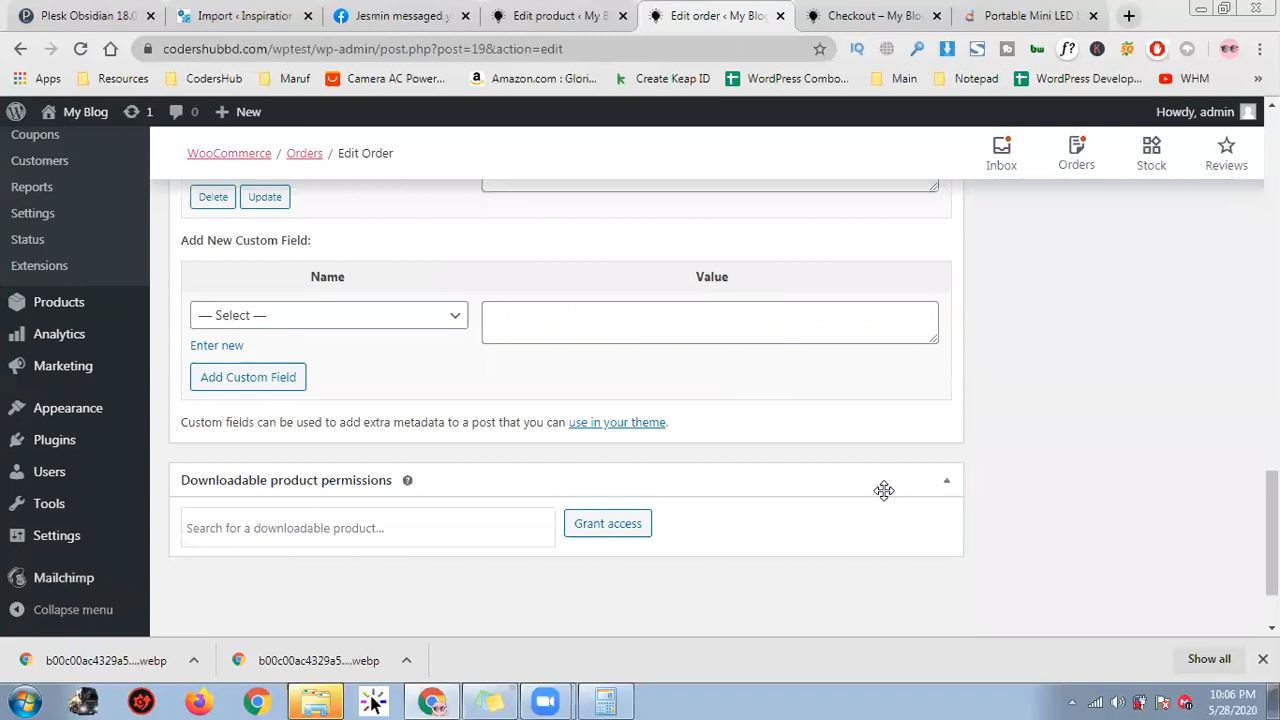 Plesk Obsidian 18.0
Import ‹ Inspiration
Jesmin messaged y
Edit product ‹ My B
Edit order ‹ My Blog
Checkout – My Blo
Portable Mini LED L
codershubbd.com/wptest/wp-admin/post.php?post=19&action=edit
Apps
Resources
CodersHub
Maruf
Camera AC Powe...
Amazon.com : Glori...
Create Keap ID
WordPress Combo...
Main
Notepad
WordPress Develop...
WHM
My Blog
1
0
New
Howdy, admin
Coupons
Customers
Reports
Settings
Status
Extensions
Products
Analytics
Marketing
Appearance
Plugins
Users
Tools
Settings
Mailchimp
Collapse menu
WooCommerce / Orders / Edit Order
Inbox
Orders
Stock
Reviews
Delete
Update
Add New Custom Field:
Name
Value
— Select —
Enter new
Add Custom Field
Custom fields can be used to add extra metadata to a post that you can use in your theme.
Downloadable product permissions
Search for a downloadable product...
Grant access
b00c00ac4329a5....webp
b00c00ac4329a5....webp
Show all
10:06 PM
5/28/2020